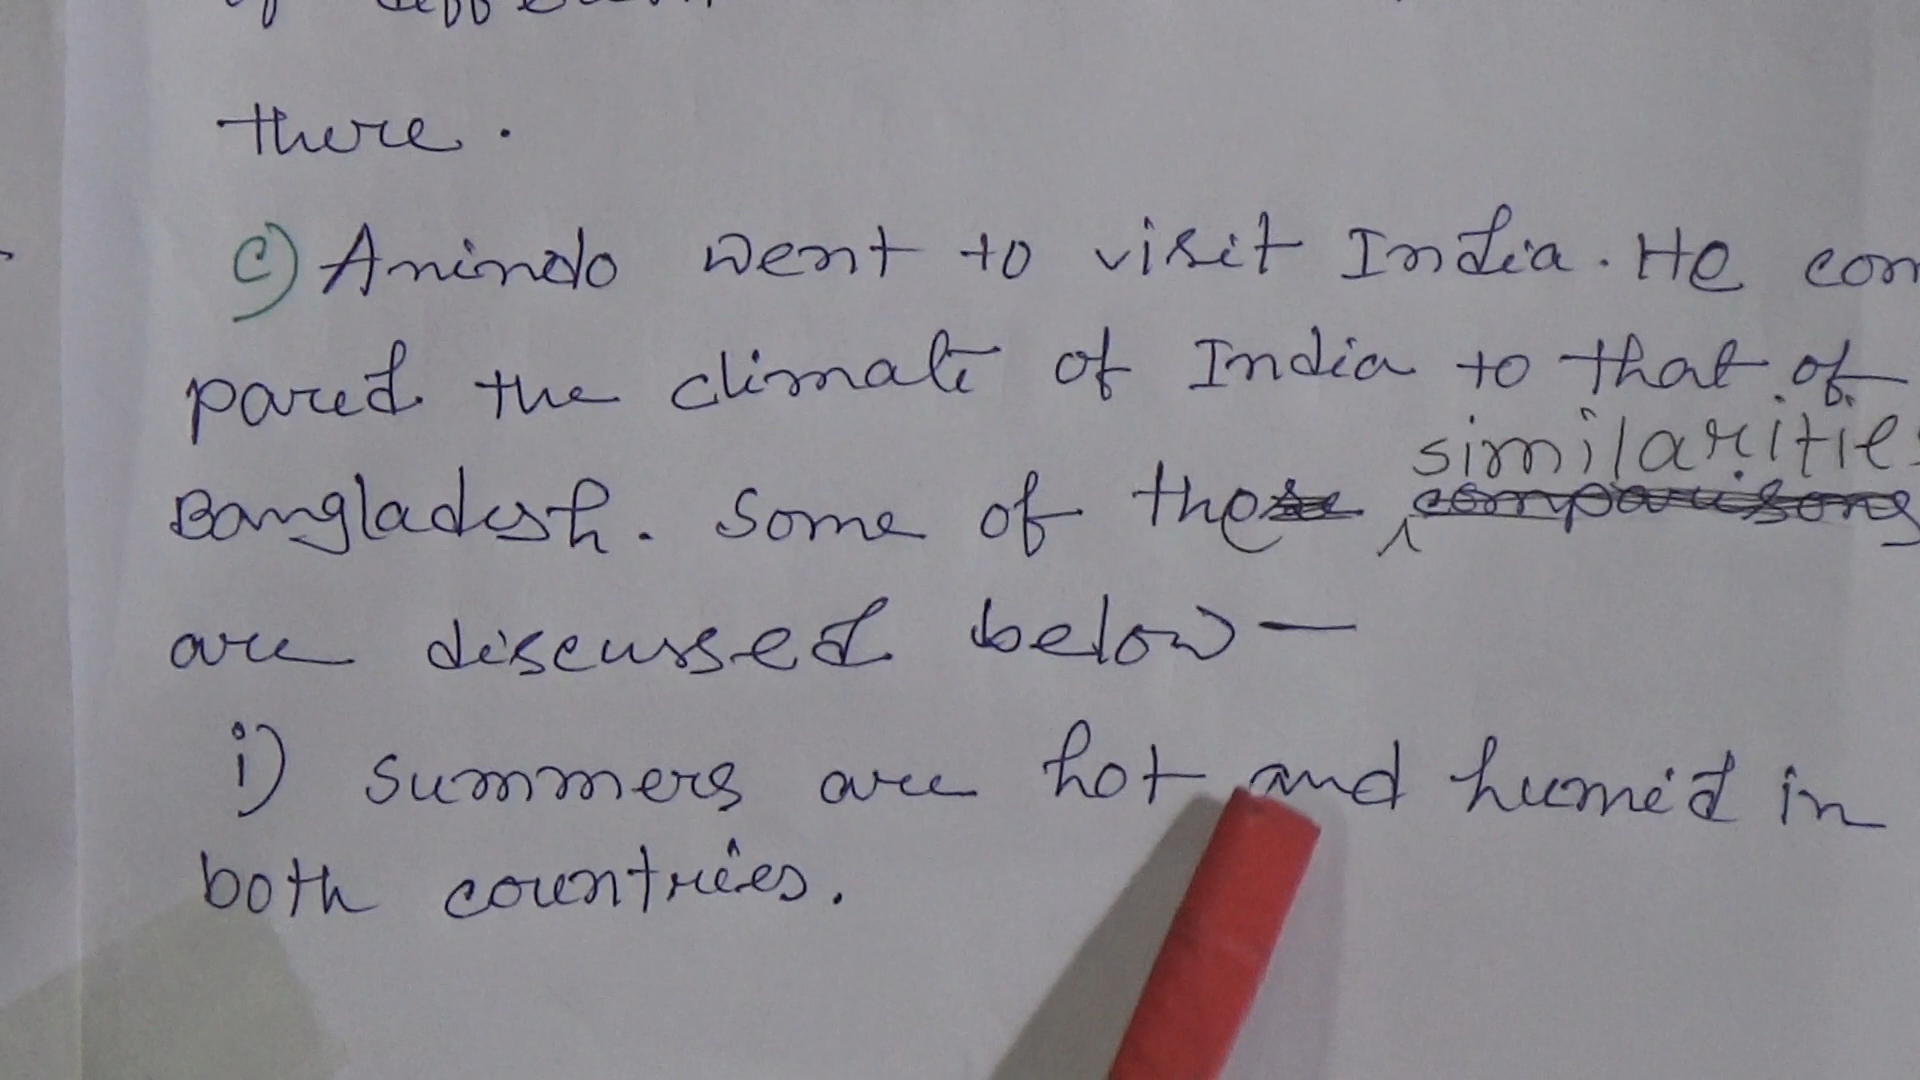 there.
c) Anindo went to visit India. He com
pared the climate of India to that of
similarities
Bangladesh. Some of the
are discussed below —
i) Summers are hot and humid in
both countries.